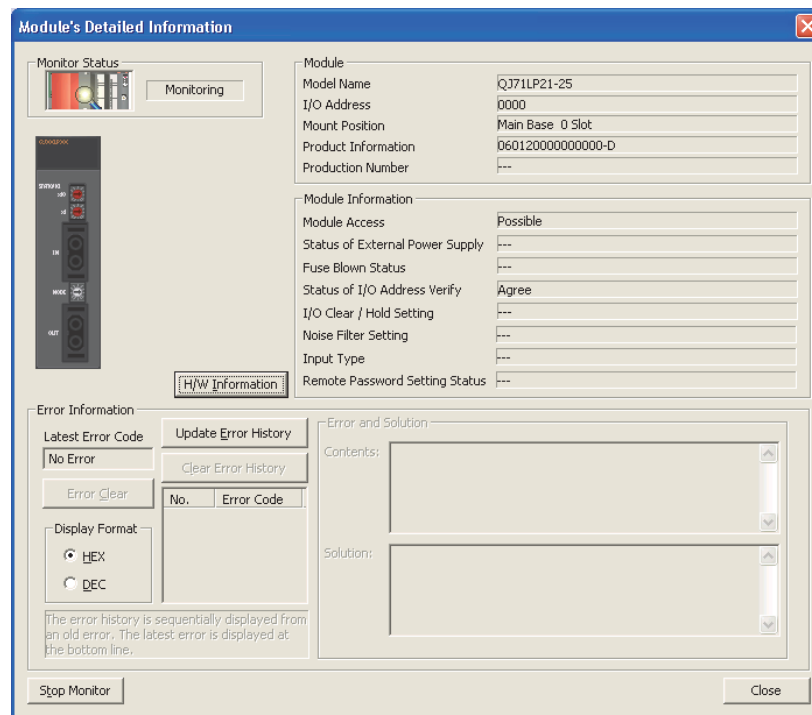 Module's Detailed Information
Monitor Status
Monitoring
Module
Model Name QJ71LP21-25
I/O Address 0000
Mount Position Main Base 0 Slot
Product Information 060120000000000-D
Production Number ---
Module Information
Module Access Possible
Status of External Power Supply ---
Fuse Blown Status ---
Status of I/O Address Verify Agree
I/O Clear / Hold Setting ---
Noise Filter Setting ---
Input Type ---
Remote Password Setting Status ---
IN
MODE
OUT
H/W Information
Error Information
Latest Error Code
No Error
Error Clear
Update Error History
Clear Error History
No. Error Code
Display Format
HEX
DEC
The error history is sequentially displayed from
an old error. The latest error is displayed at
the bottom line.
Error and Solution
Contents:
Solution:
Stop Monitor
Close